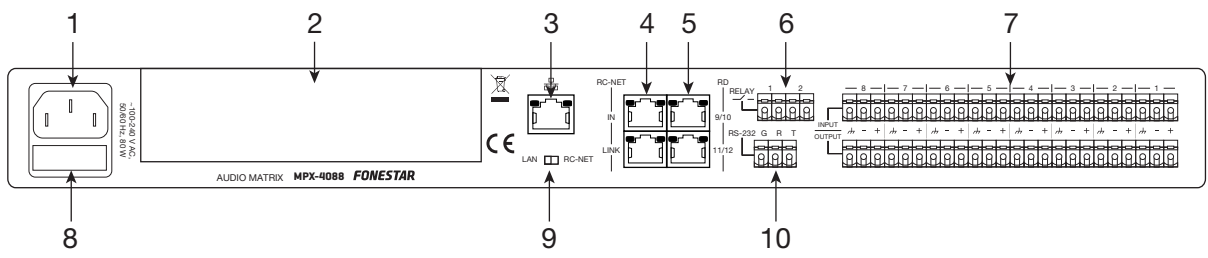 1 2 3 4 5 6 7
~100-240 V AC,
50/60 Hz, 80 W
RC-NET
IN
LINK
RD
9/10
11/12
RELAY
1 2
RS-232 G R T
8 7 6 5 4 3 2 1
INPUT
OUTPUT
- + - + - + - + - + - + - + - +
CE
LAN RC-NET
AUDIO MATRIX MPX-4088 FONESTAR
8 9 10